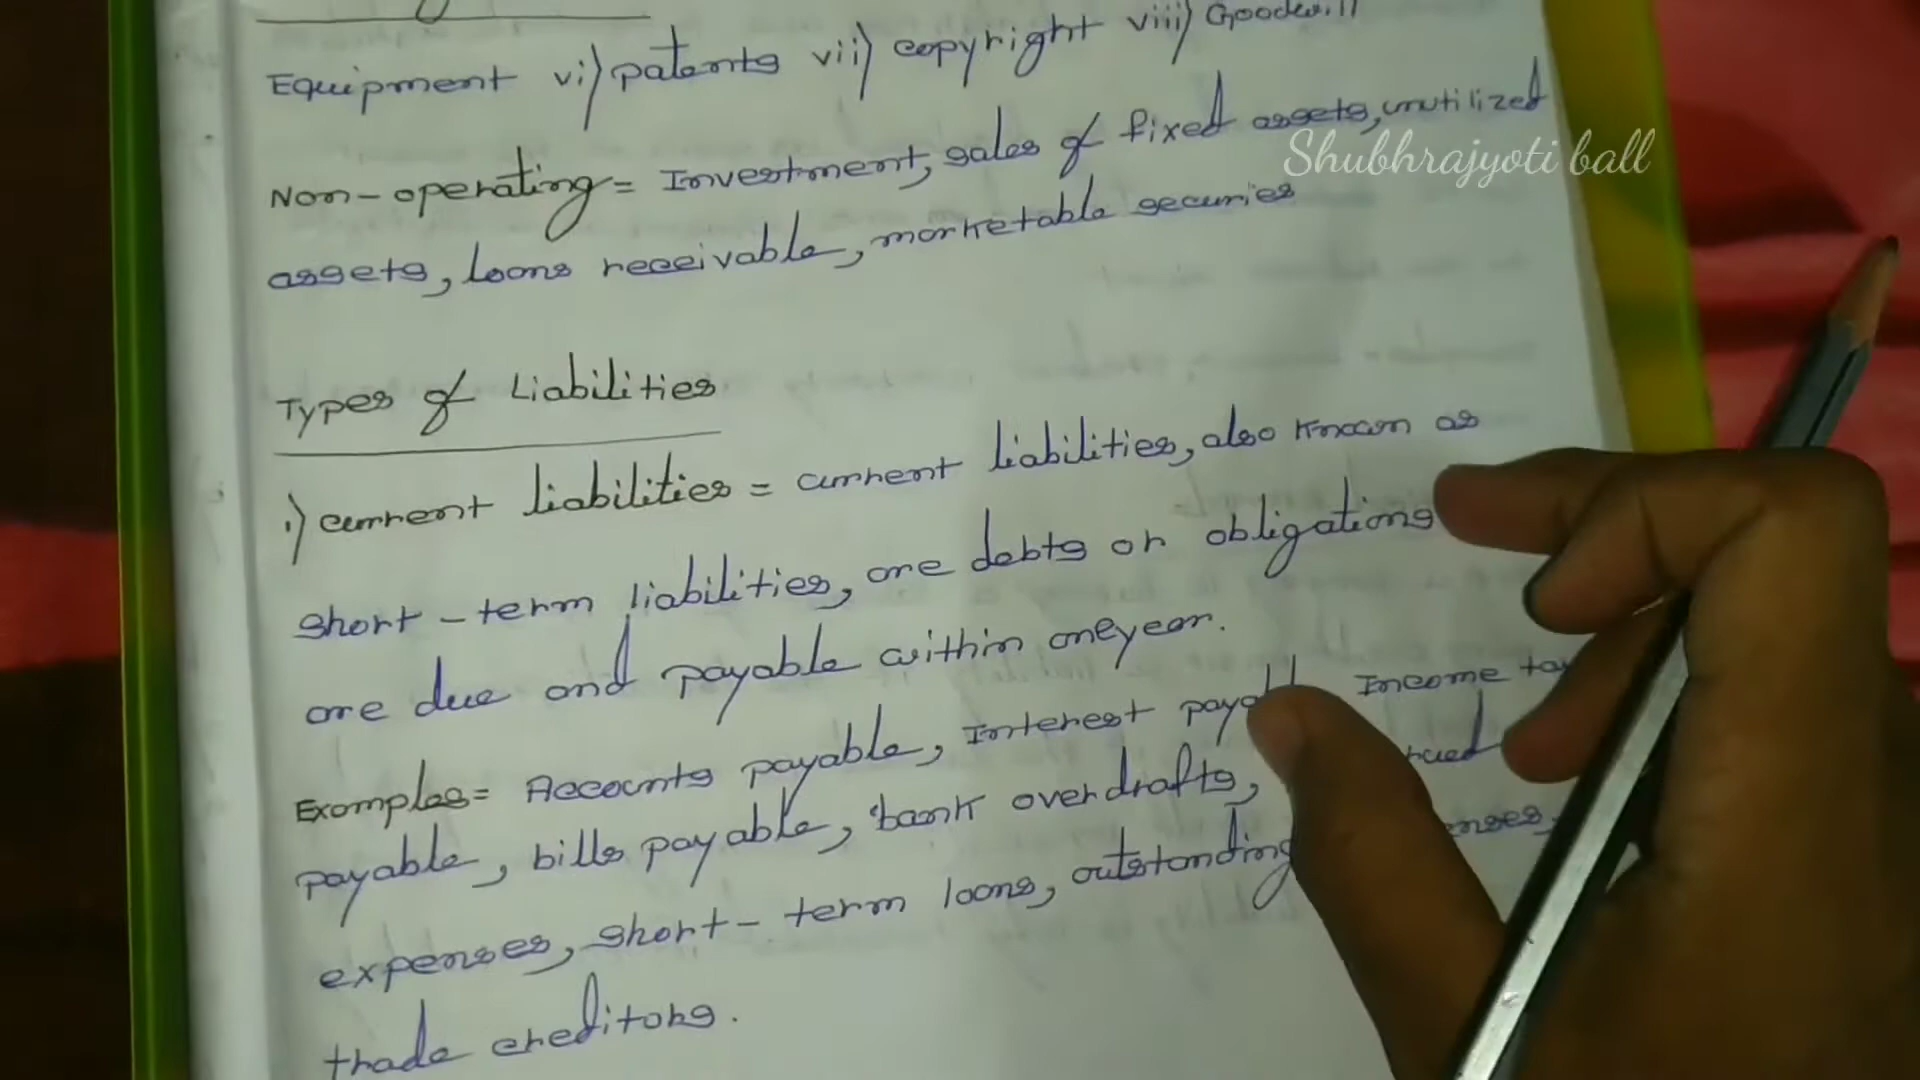 Equipment vi) patents vii) copyright viii) Goodwill
Non-operating = Investment, sales of fixed assets, unutilized
assets, loans receivable, marketable securies
Shubhrajyoti ball
Types of Liabilities
i) current liabilities = current liabilities, also known as
short-term liabilities, are debts or obligations
are due and payable within one year.
Examples = Accounts payable, Interest Income
payable, bills payable, bank overdrafts,
expenses, short-term loans, outstanding
trade creditors.